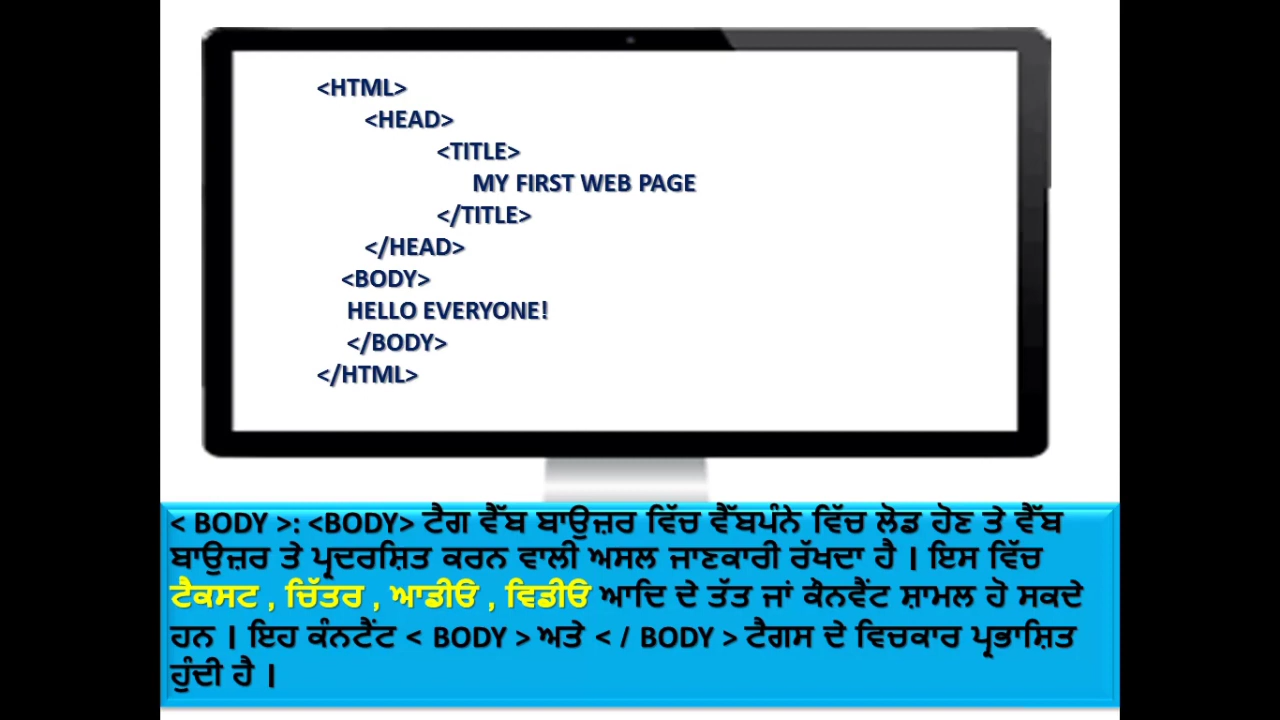 <HTML>
<HEAD>
<TITLE>
MY FIRST WEB PAGE
</TITLE>
</HEAD>
<BODY>
HELLO EVERYONE!
</BODY>
</HTML>
< BODY >: <BODY> ਟੈਗ ਵੈੱਬ ਬਾਉਜ਼ਰ ਵਿੱਚ ਵੈੱਬਪੰਨੇ ਵਿੱਚ ਲੋਡ ਹੋਣ ਤੇ ਵੈੱਬ
ਬਾਉਜ਼ਰ ਤੇ ਪ੍ਰਦਰਸ਼ਿਤ ਕਰਨ ਵਾਲੀ ਅਸਲ ਜਾਣਕਾਰੀ ਰੱਖਦਾ ਹੈ । ਇਸ ਵਿੱਚ
ਟੈਕਸਟ , ਚਿੱਤਰ , ਆਡੀਓ , ਵਿਡੀਓ ਆਦਿ ਦੇ ਤੱਤ ਜਾਂ ਕੰਨਵੈਂਟ ਸ਼ਾਮਲ ਹੋ ਸਕਦੇ
ਹਨ । ਇਹ ਕੰਨਟੈਂਟ < BODY > ਅਤੇ < / BODY > ਟੈਗਸ ਦੇ ਵਿਚਕਾਰ ਪ੍ਰਭਾਸ਼ਿਤ
ਹੁੰਦੀ ਹੈ ।